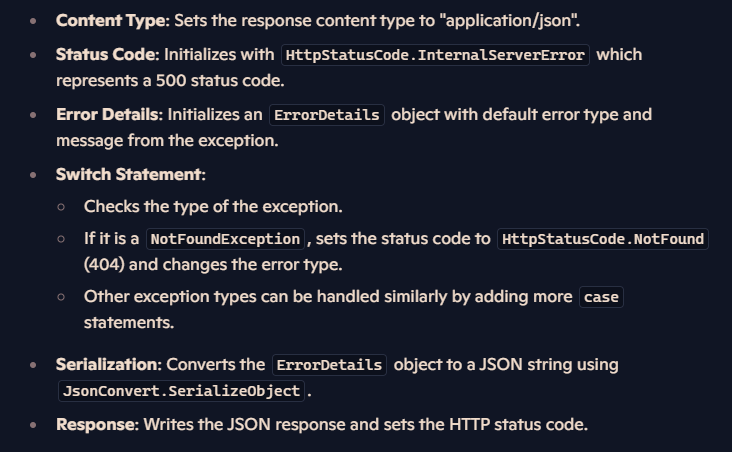 • Content Type: Sets the response content type to "application/json".
• Status Code: Initializes with HttpStatusCode.InternalServerError which
represents a 500 status code.
• Error Details: Initializes an ErrorDetails object with default error type and
message from the exception.
• Switch Statement:
○ Checks the type of the exception.
○ If it is a NotFoundException, sets the status code to HttpStatusCode.NotFound
(404) and changes the error type.
○ Other exception types can be handled similarly by adding more case
statements.
• Serialization: Converts the ErrorDetails object to a JSON string using
JsonConvert.SerializeObject.
• Response: Writes the JSON response and sets the HTTP status code.